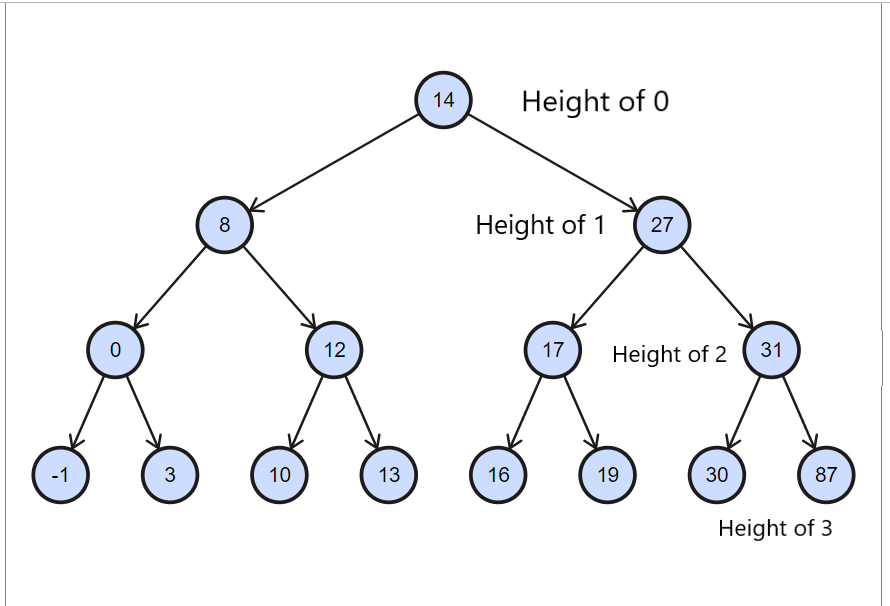 14 Height of 0
8 Height of 1 27
0 12 17 Height of 2 31
-1 3 10 13 16 19 30 87
Height of 3